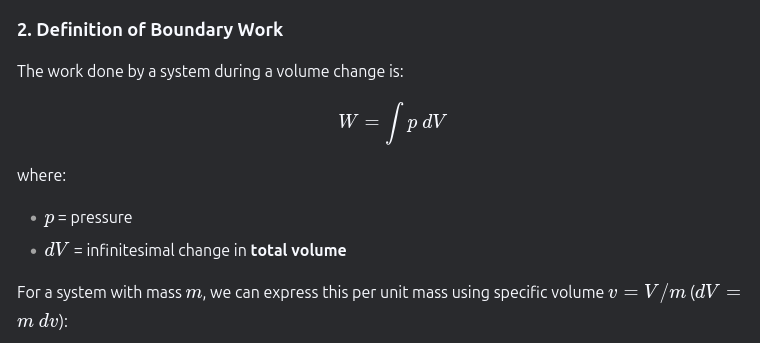 2. Definition of Boundary Work
The work done by a system during a volume change is:
W = ∫ p dV
where:
• p = pressure
• dV = infinitesimal change in total volume
For a system with mass m, we can express this per unit mass using specific volume v = V/m (dV =
m dv):